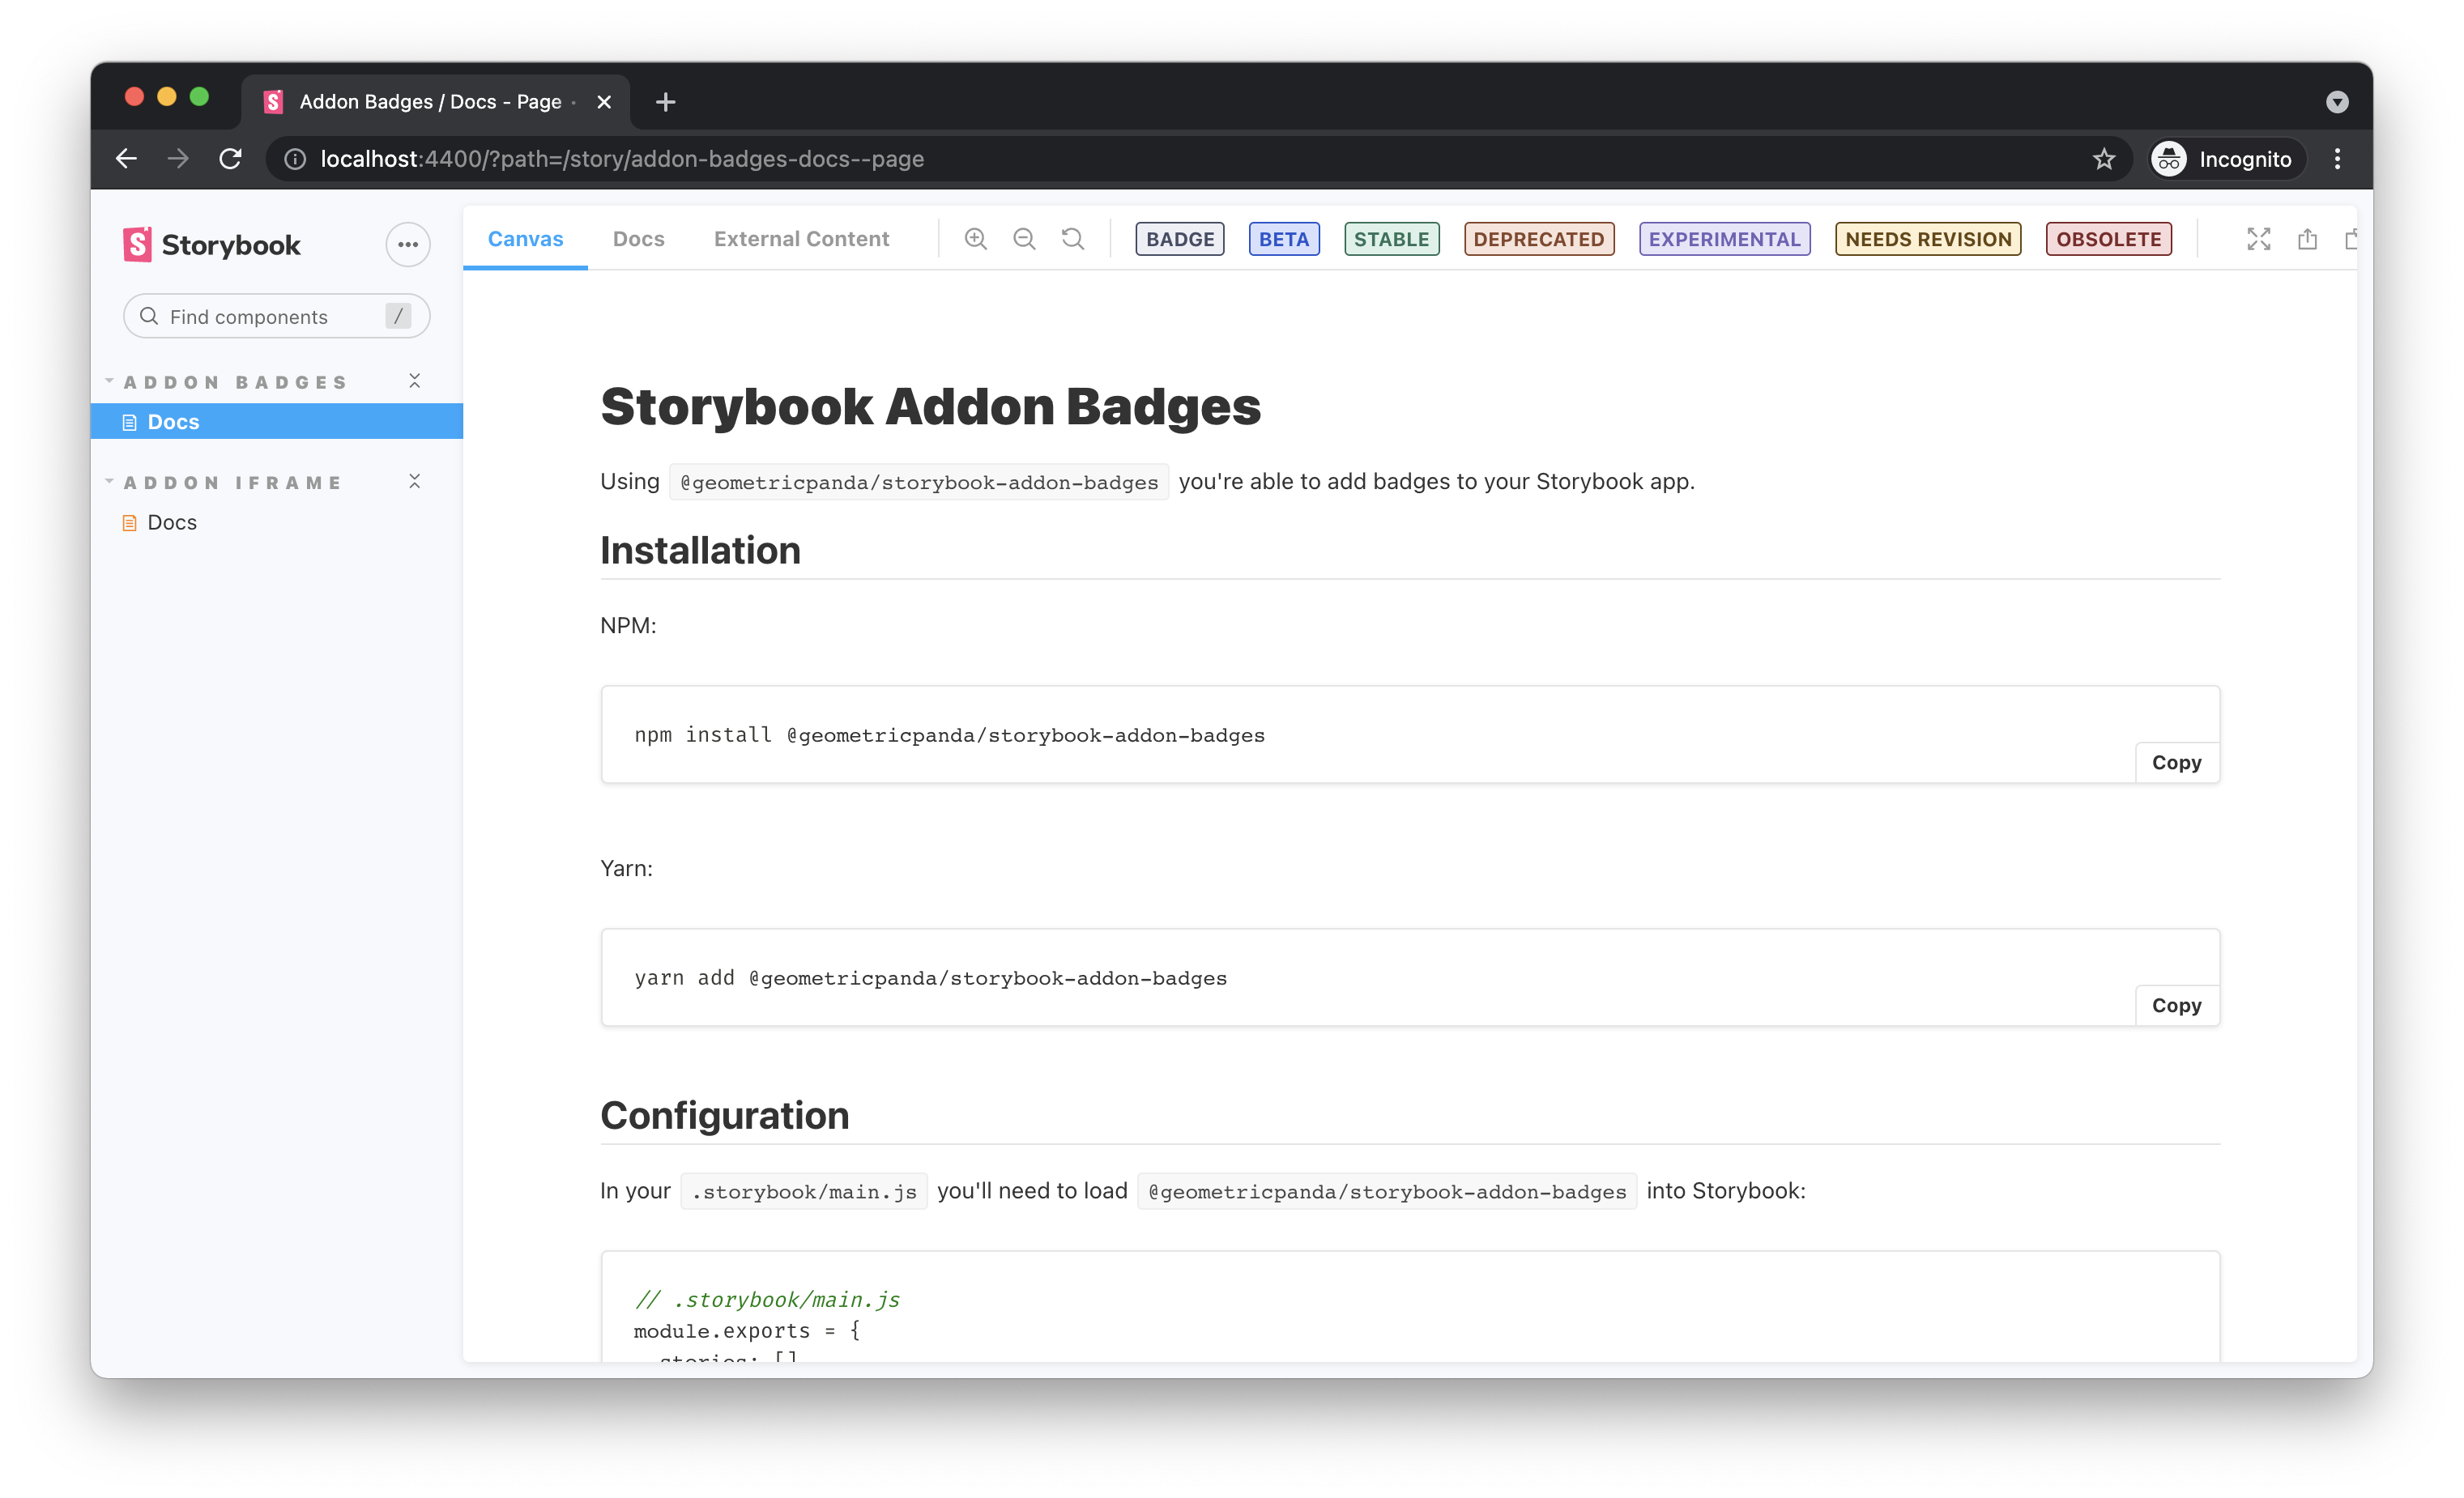 Addon Badges / Docs - Page
localhost:4400/?path=/story/addon-badges-docs--page
Incognito
Storybook
Find components
/
ADDON BADGES
Docs
ADDON IFRAME
Docs
Canvas
Docs
External Content
BADGE
BETA
STABLE
DEPRECATED
EXPERIMENTAL
NEEDS REVISION
OBSOLETE
Storybook Addon Badges
Using @geometricpanda/storybook-addon-badges you're able to add badges to your Storybook app.
Installation
NPM:
npm install @geometricpanda/storybook-addon-badges
Copy
Yarn:
yarn add @geometricpanda/storybook-addon-badges
Copy
Configuration
In your .storybook/main.js you'll need to load @geometricpanda/storybook-addon-badges into Storybook:
// .storybook/main.js
module.exports = {
stories: []